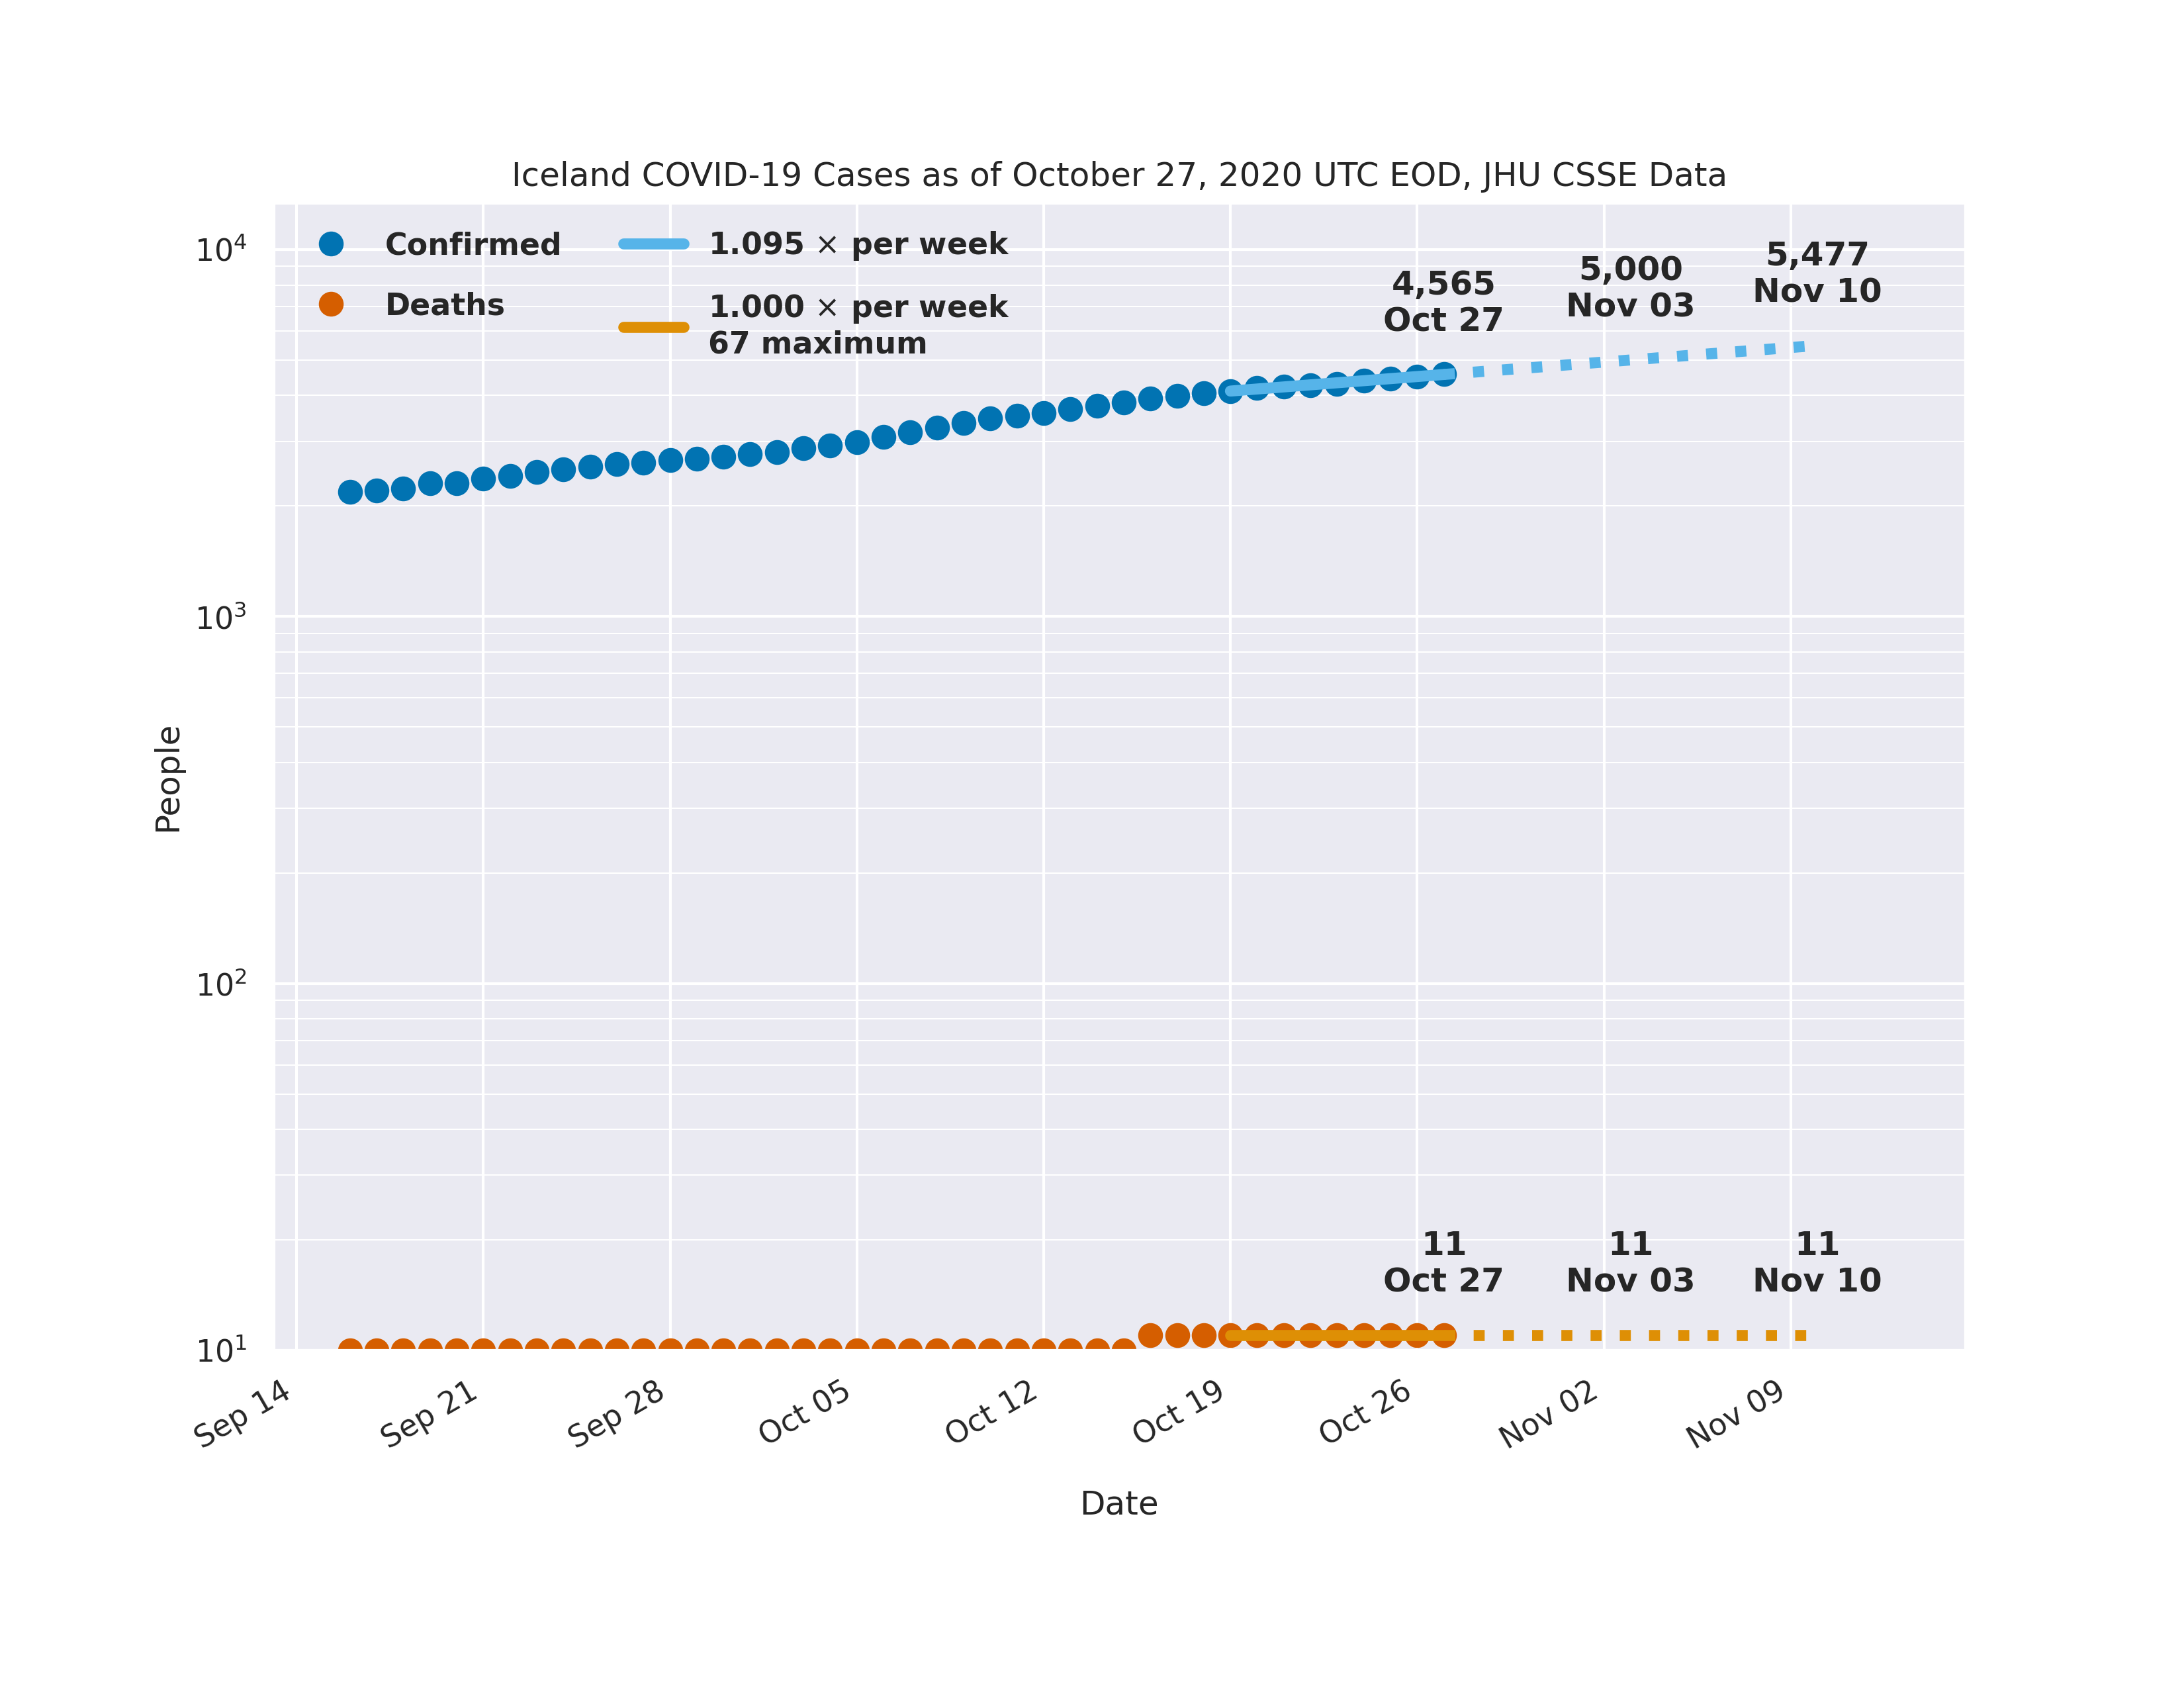 Iceland COVID-19 Cases as of October 27, 2020 UTC EOD, JHU CSSE Data
Confirmed
Deaths
1.095 × per week
1.000 × per week
67 maximum
4,565
Oct 27
5,000
Nov 03
5,477
Nov 10
10⁴
10³
10²
10¹
People
11
Oct 27
11
Nov 03
11
Nov 10
Sep 14
Sep 21
Sep 28
Oct 05
Oct 12
Oct 19
Oct 26
Nov 02
Nov 09
Date